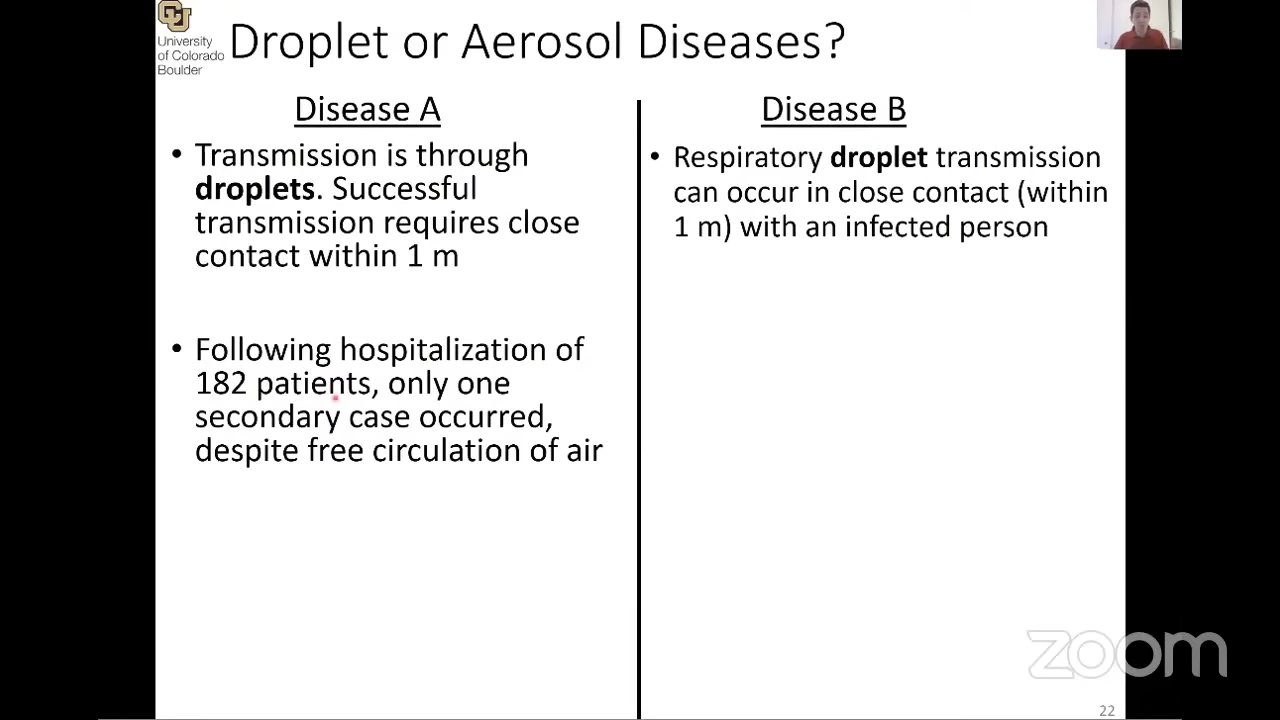 University
of Colorado
Boulder
Droplet or Aerosol Diseases?
Disease A
• Transmission is through
droplets. Successful
transmission requires close
contact within 1 m
• Following hospitalization of
182 patients, only one
secondary case occurred,
despite free circulation of air
Disease B
• Respiratory droplet transmission
can occur in close contact (within
1 m) with an infected person
zoom
22